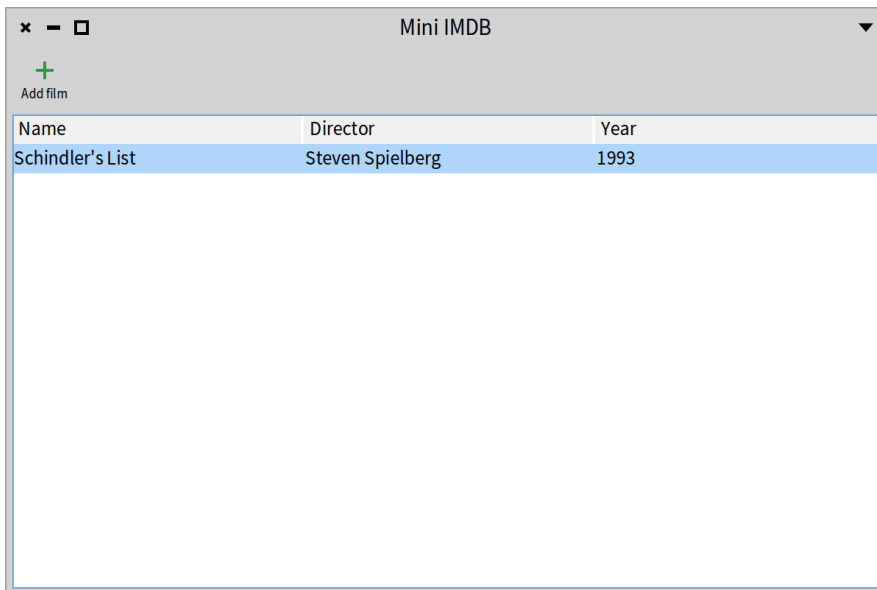 Mini IMDB
Add film
Name Director Year
Schindler's List Steven Spielberg 1993